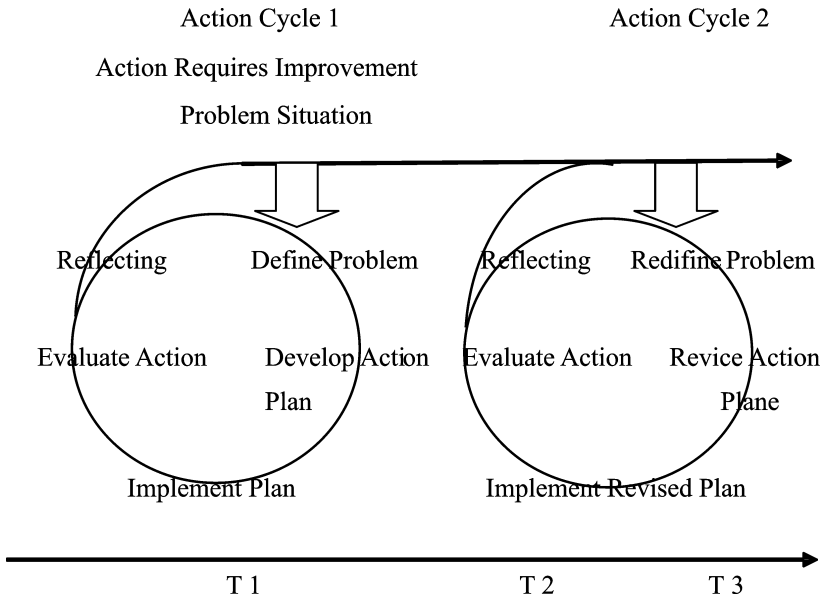 Action Cycle 1
Action Cycle 2
Action Requires Improvement
Problem Situation
Reflecting
Define Problem
Reflecting
Redifine Problem
Evaluate Action
Develop Action
Evaluate Action
Revice Action
Plan
Plane
Implement Plan
Implement Revised Plan
T 1
T 2
T 3